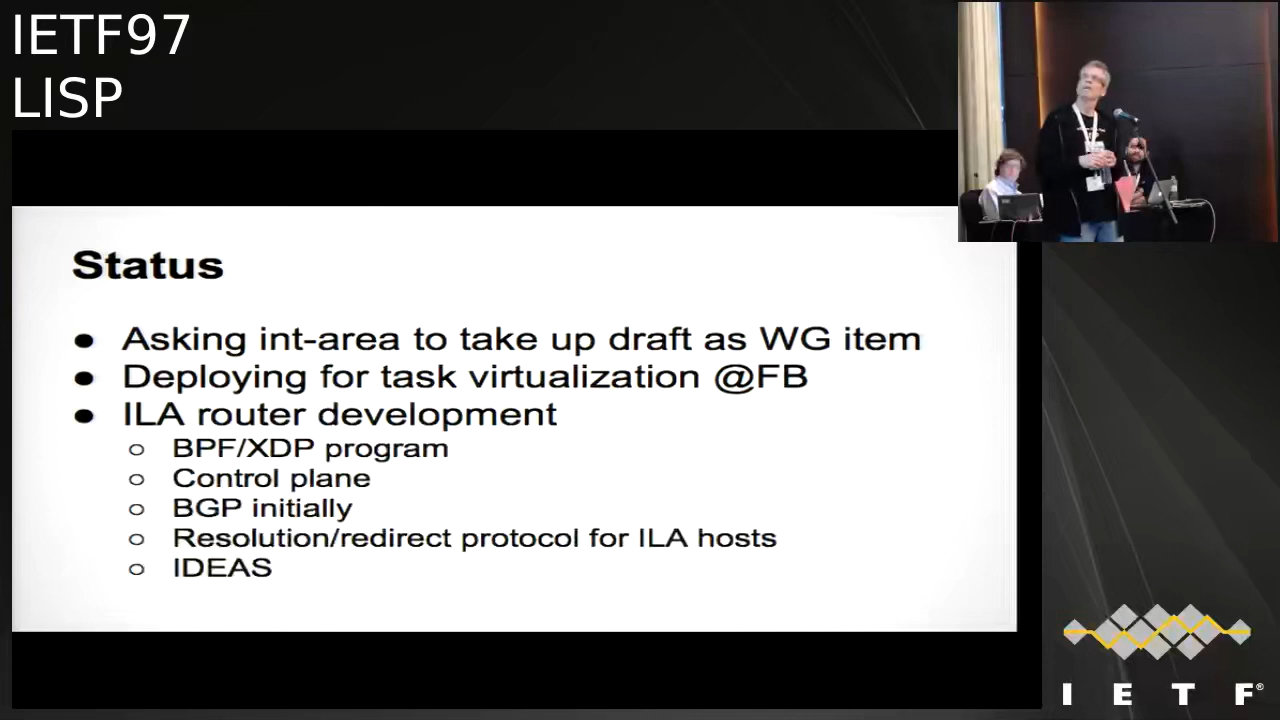 IETF97
LISP
Status
● Asking int-area to take up draft as WG item
● Deploying for task virtualization @FB
● ILA router development
○ BPF/XDP program
○ Control plane
○ BGP initially
○ Resolution/redirect protocol for ILA hosts
○ IDEAS
I E T F®